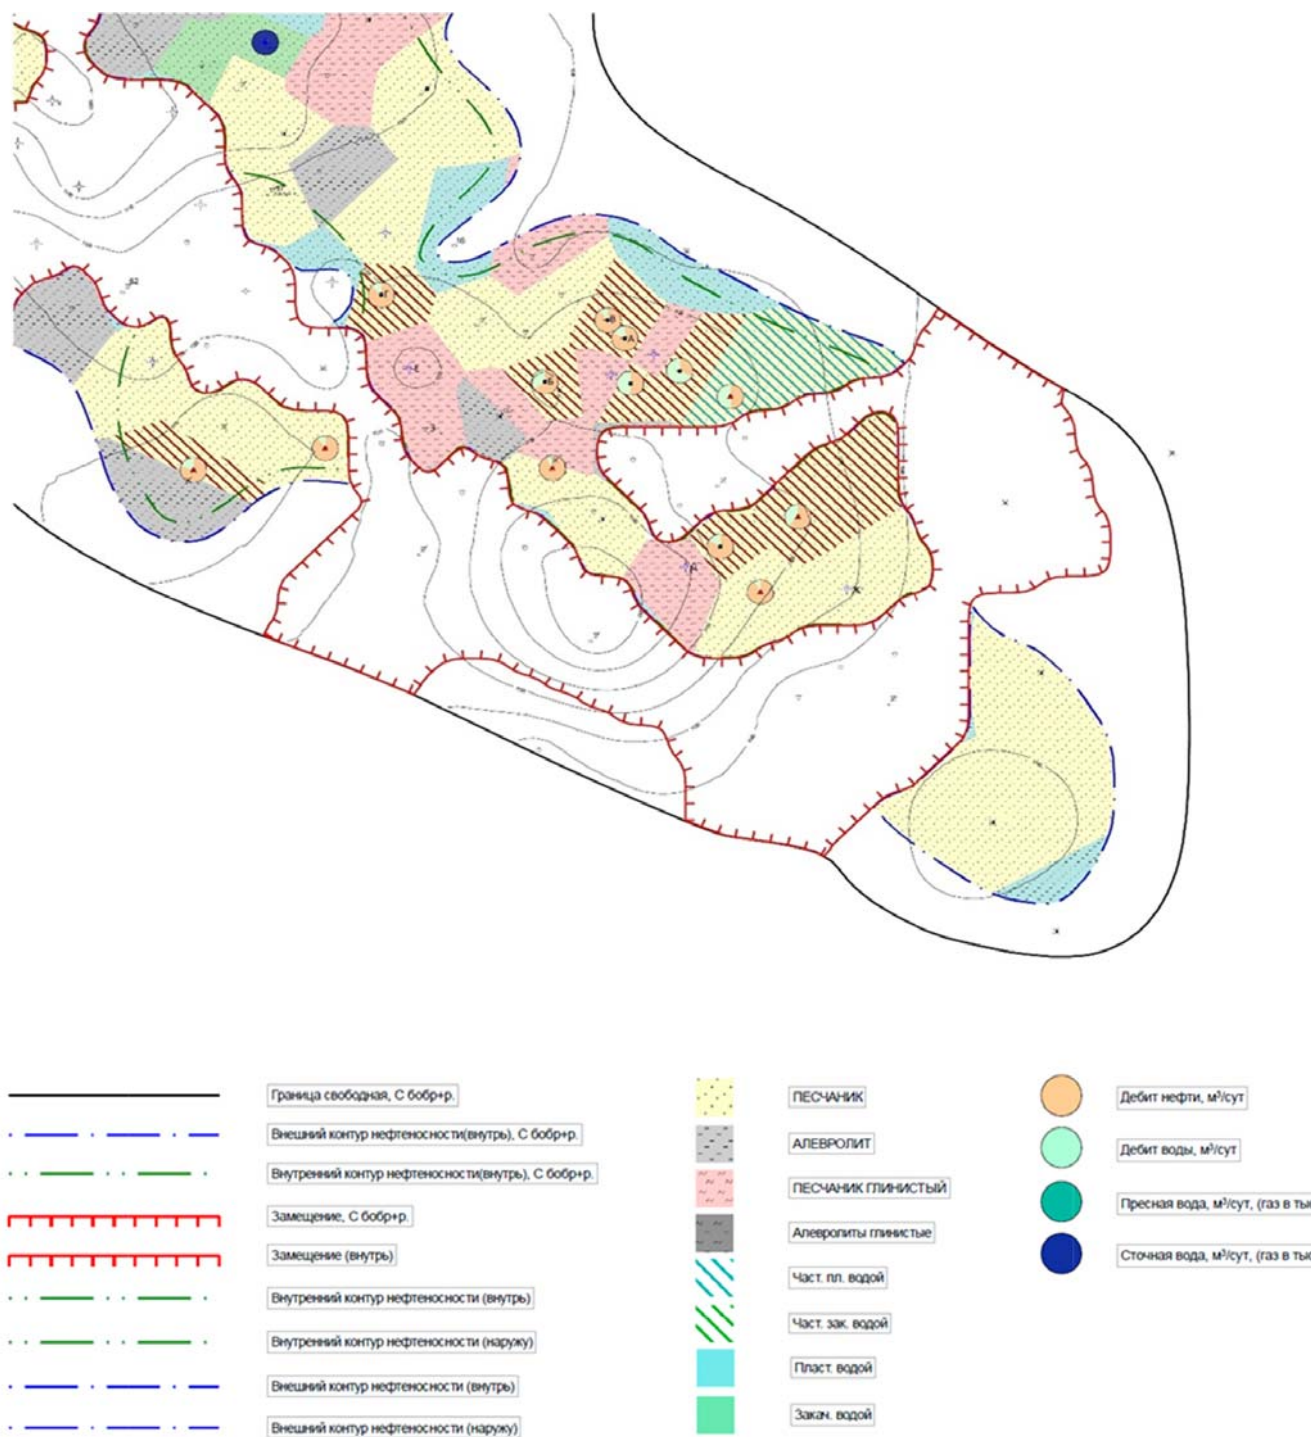 Г
В
А
Б
Е
З
Д
Граница свободная, С бобр+р.
Внешний контур нефтеносности(внутрь), С бобр+р.
Внутренний контур нефтеносности(внутрь), С бобр+р.
Замещение, С бобр+р.
Замещение (внутрь)
Внутренний контур нефтеносности (внутрь)
Внутренний контур нефтеносности (наружу)
Внешний контур нефтеносности (внутрь)
Внешний контур нефтеносности (наружу)
ПЕСЧАНИК
АЛЕВРОЛИТ
ПЕСЧАНИК ГЛИНИСТЫЙ
Алевролиты глинистые
Част. пл. водой
Част. зак. водой
Пласт. водой
Закач. водой
Дебит нефти, м³/сут
Дебит воды, м³/сут
Пресная вода, м³/сут, (газ в тыс
Сточная вода, м³/сут, (газ в тыс